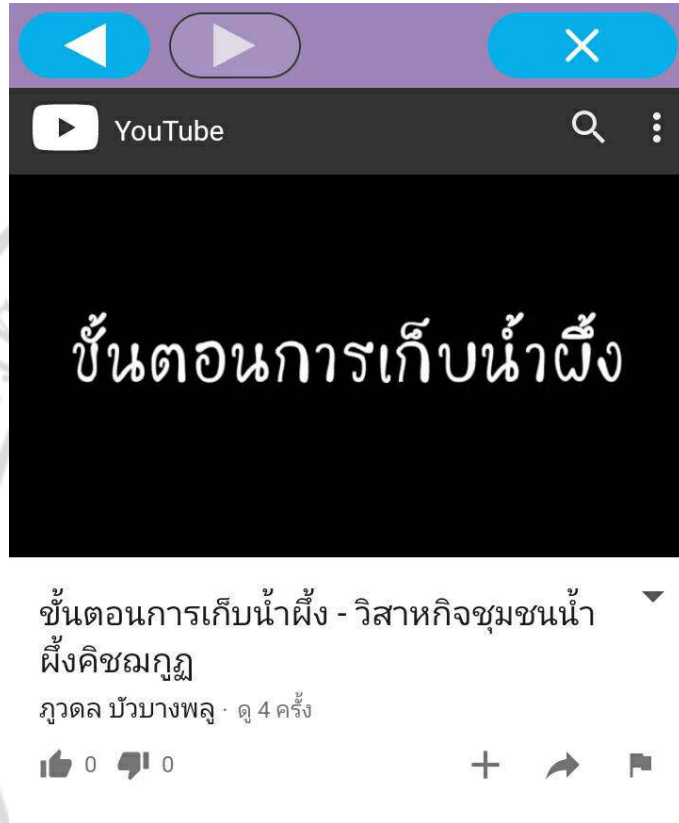 YouTube
ขั้นตอนการเก็บน้ำผึ้ง
ขั้นตอนการเก็บน้ำผึ้ง - วิสาหกิจชุมชนน้ำ
ผึ้งคิชฌกูฏ
ภูวดล บัวบางพลู · ดู 4 ครั้ง
0 0